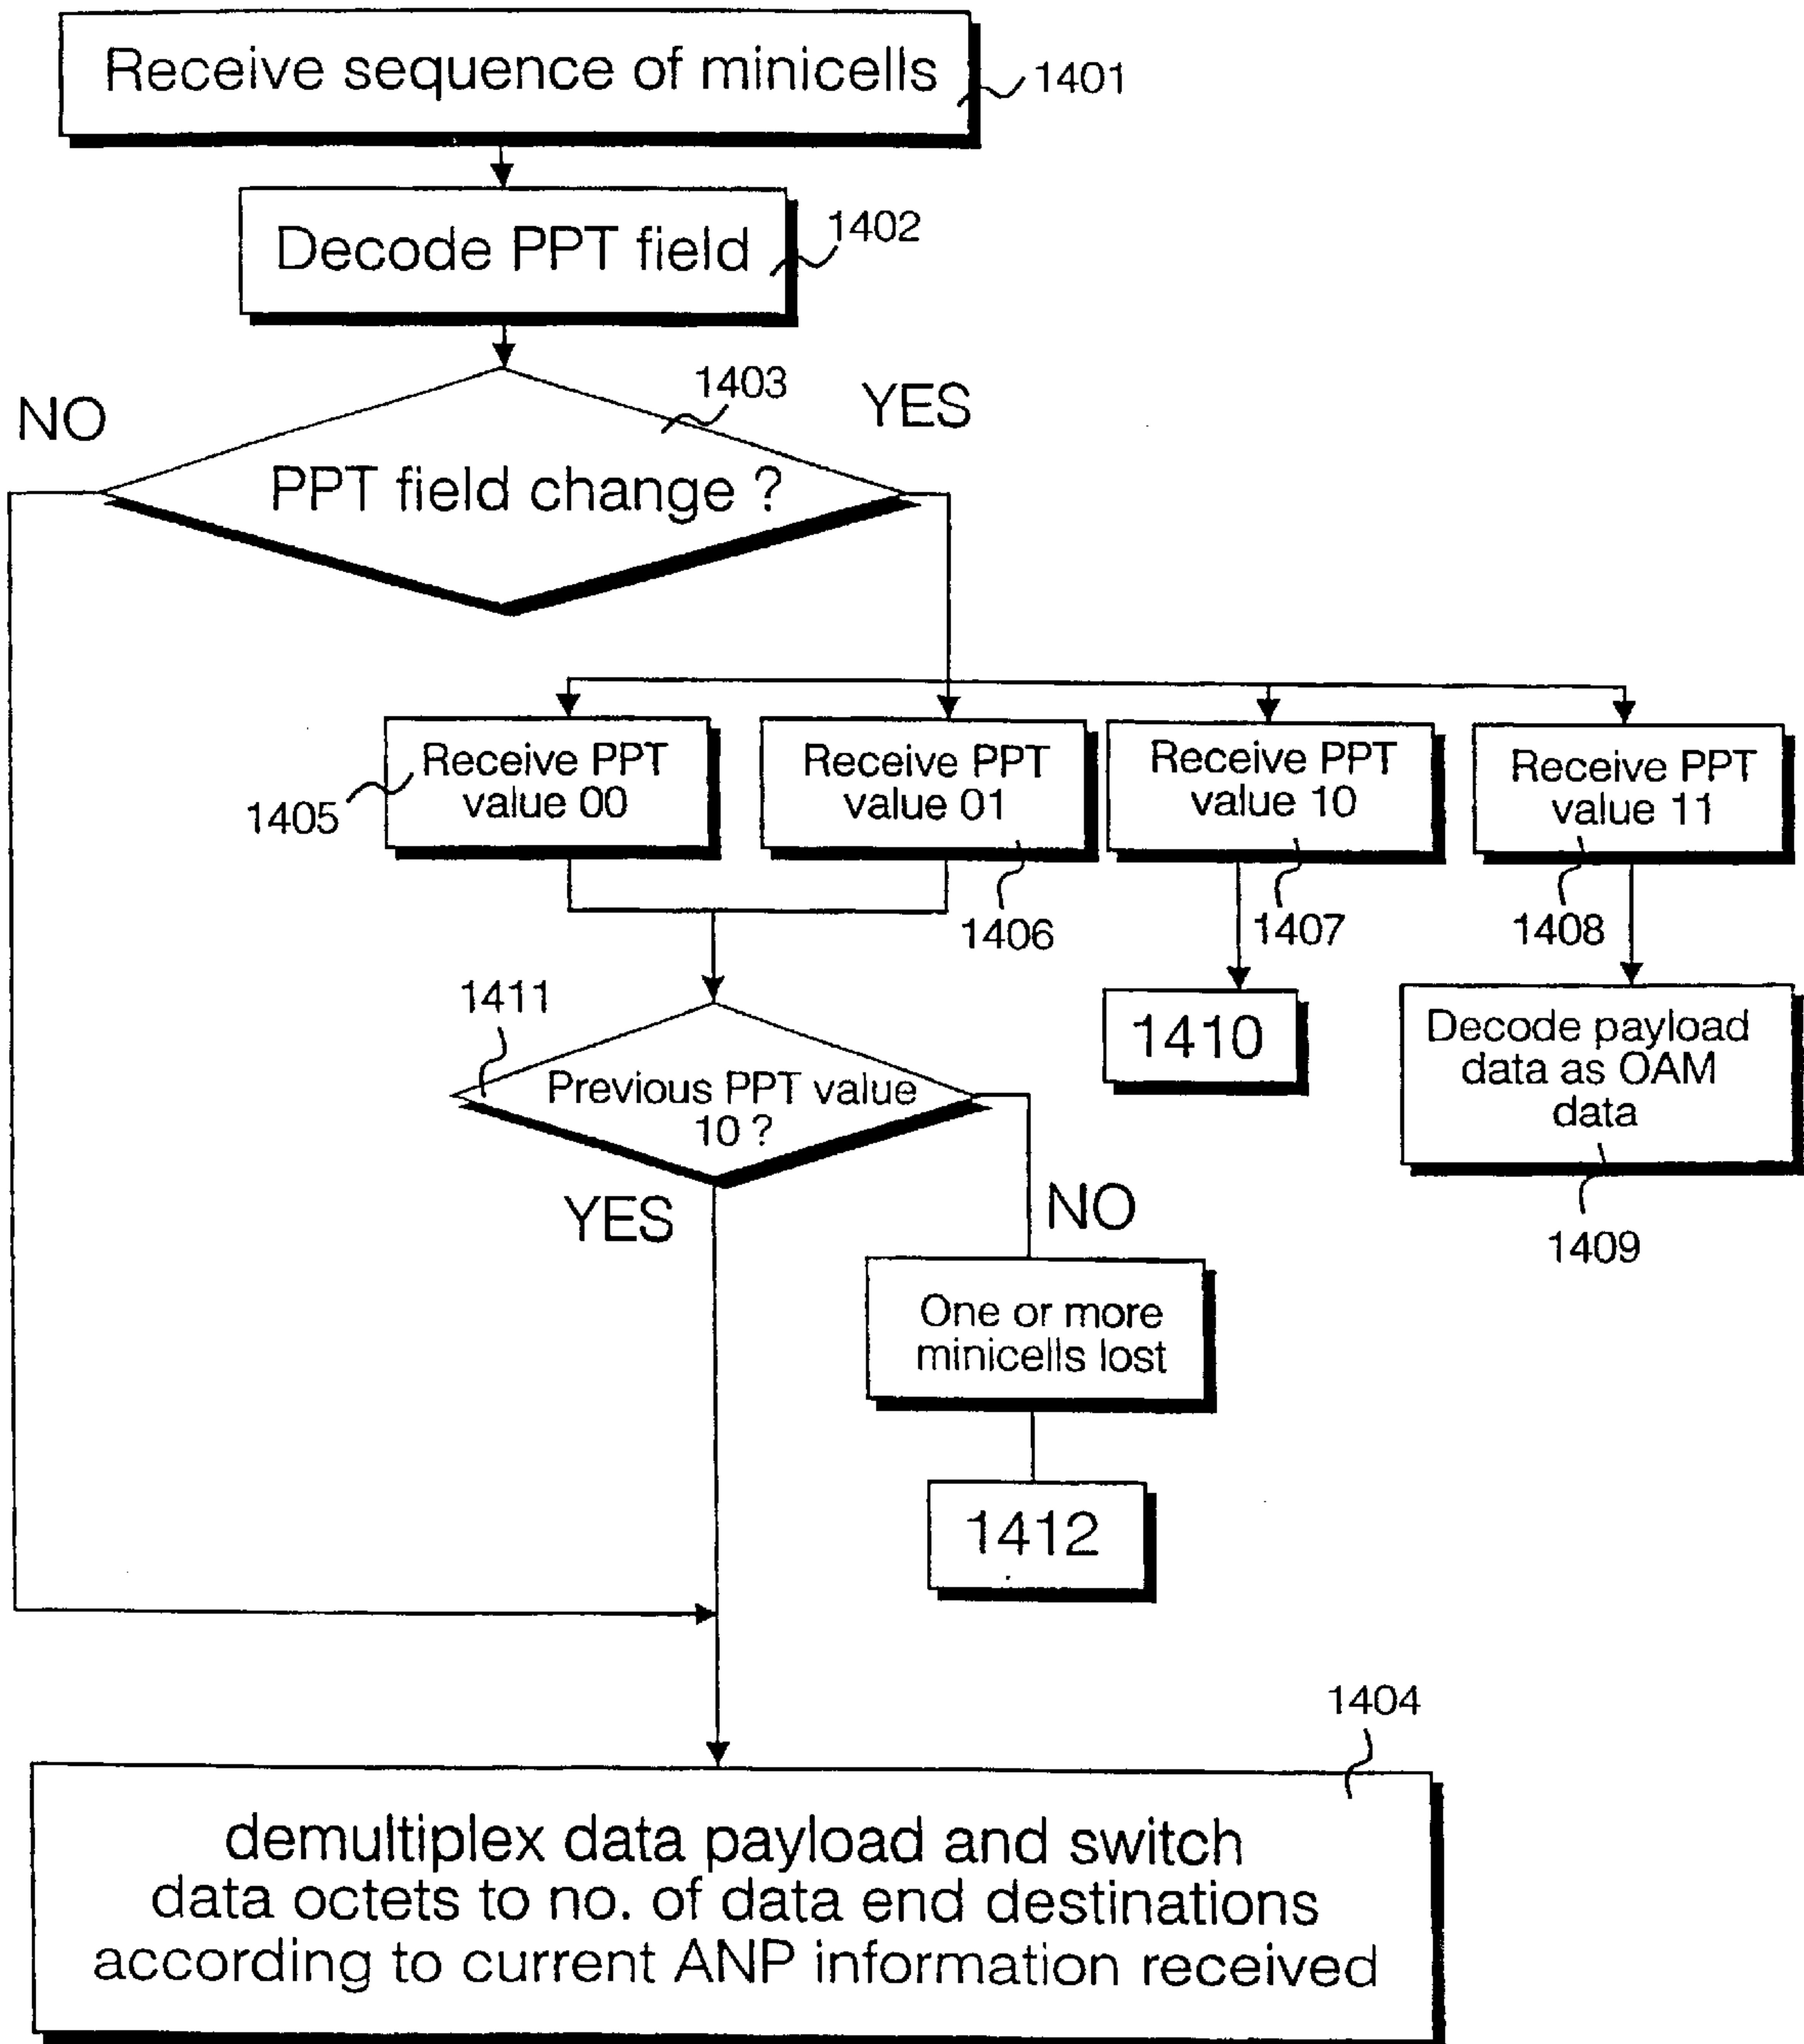 Receive sequence of minicells
1401
Decode PPT field
1402
1403
NO
YES
PPT field change ?
Receive PPT
value 00
1405
Receive PPT
value 01
1406
Receive PPT
value 10
1407
Receive PPT
value 11
1408
1411
Previous PPT value
10 ?
1410
Decode payload
data as OAM
data
1409
YES
NO
One or more
minicells lost
1412
1404
demultiplex data payload and switch
data octets to no. of data end destinations
according to current ANP information received